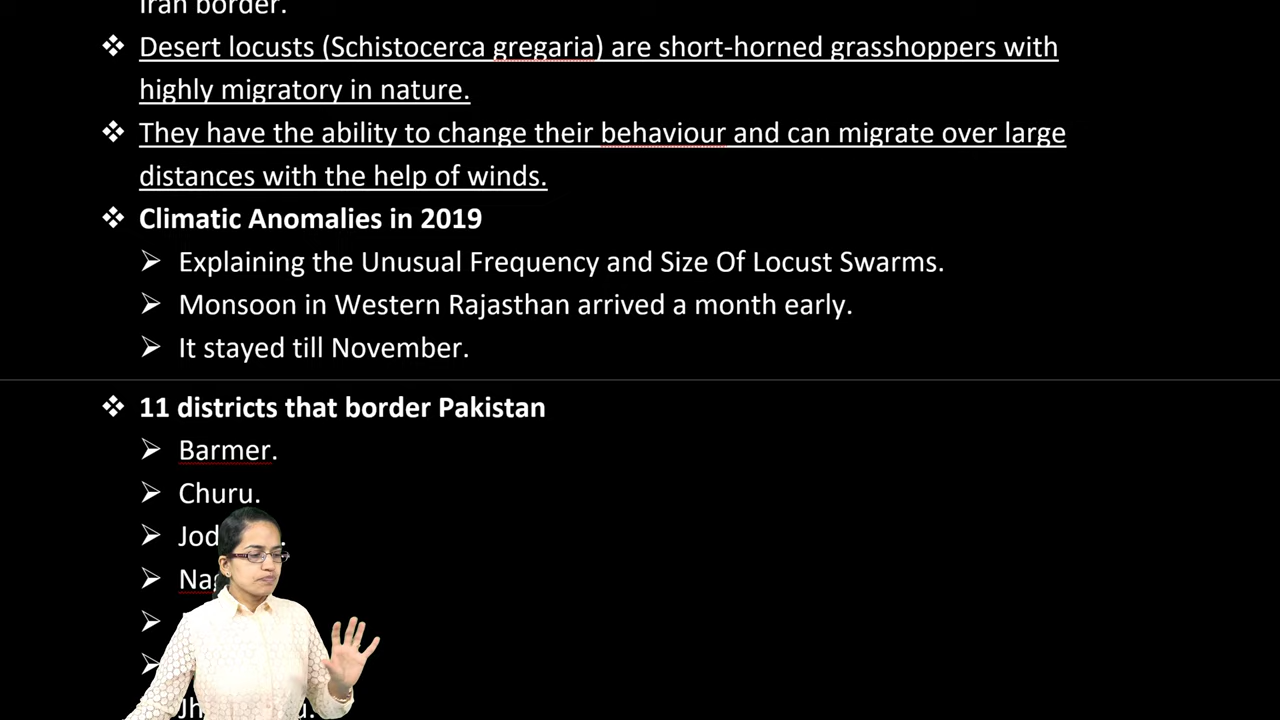 Iran border.
❖ Desert locusts (Schistocerca gregaria) are short-horned grasshoppers with
highly migratory in nature.
❖ They have the ability to change their behaviour and can migrate over large
distances with the help of winds.
❖ Climatic Anomalies in 2019
➢ Explaining the Unusual Frequency and Size Of Locust Swarms.
➢ Monsoon in Western Rajasthan arrived a month early.
➢ It stayed till November.
❖ 11 districts that border Pakistan
➢ Barmer.
➢ Churu.